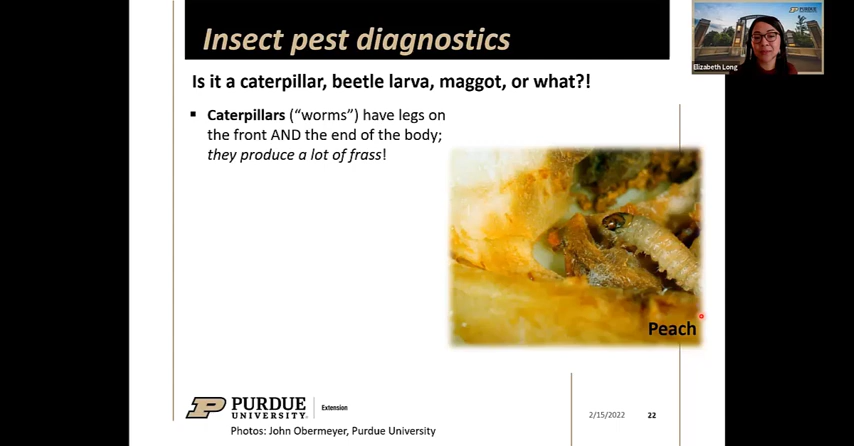 Insect pest diagnostics
PURDUE
Elizabeth Long
Is it a caterpillar, beetle larva, maggot, or what?!
▪ Caterpillars (“worms”) have legs on
the front AND the end of the body;
they produce a lot of frass!
Peach
PURDUE
UNIVERSITY
Extension
2/15/2022
22
Photos: John Obermeyer, Purdue University